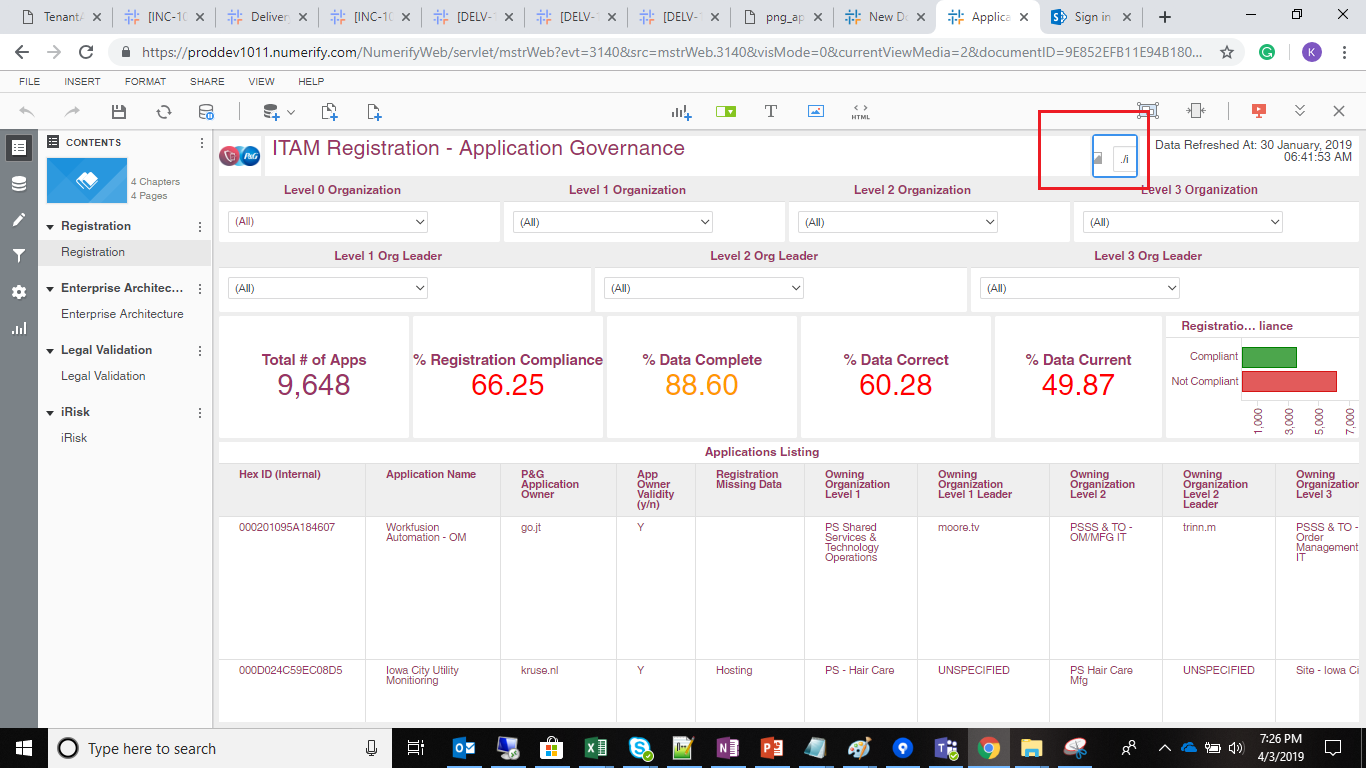 TenantA
[INC-10
Delivery
[INC-10
[DELV-1
[DELV-1
[DELV-1
png_ap
New Do
Applica
Sign in
https://proddev1011.numerify.com/NumerifyWeb/servlet/mstrWeb?evt=3140&src=mstrWeb.3140&visMode=0&currentViewMedia=2&documentID=9E852EFB11E94B180...
K
FILE INSERT FORMAT SHARE VIEW HELP
HTML
CONTENTS
4 Chapters
4 Pages
Registration
Registration
Enterprise Architec...
Enterprise Architecture
Legal Validation
Legal Validation
iRisk
iRisk
P&G
ITAM Registration - Application Governance
./i
Data Refreshed At: 30 January, 2019
06:41:53 AM
Level 0 Organization Level 1 Organization Level 2 Organization Level 3 Organization
(All) (All) (All) (All)
Level 1 Org Leader Level 2 Org Leader Level 3 Org Leader
(All) (All) (All)
Total # of Apps
9,648
% Registration Compliance
66.25
% Data Complete
88.60
% Data Correct
60.28
% Data Current
49.87
Registratio... liance
Compliant
Not Compliant
1,000
3,000
5,000
7,000
Applications Listing
Hex ID (Internal)
Application Name
P&G
Application
Owner
App
Owner
Validity
(y/n)
Registration
Missing Data
Owning
Organization
Level 1
Owning
Organization
Level 1 Leader
Owning
Organization
Level 2
Owning
Organization
Level 2
Leader
Owning
Organization
Level 3
000201095A184607
Workfusion
Automation - OM
go.jt
Y
PS Shared
Services &
Technology
Operations
moore.tv
PSSS & TO -
OM/MFG IT
trinn.m
PSSS & TO -
Order
Management
IT
000D024C59EC08D5
Iowa City Utility
Monitioring
kruse.nl
Y
Hosting
PS - Hair Care
UNSPECIFIED
PS Hair Care
Mfg
UNSPECIFIED
Site - Iowa Ci
Type here to search
7:26 PM
4/3/2019